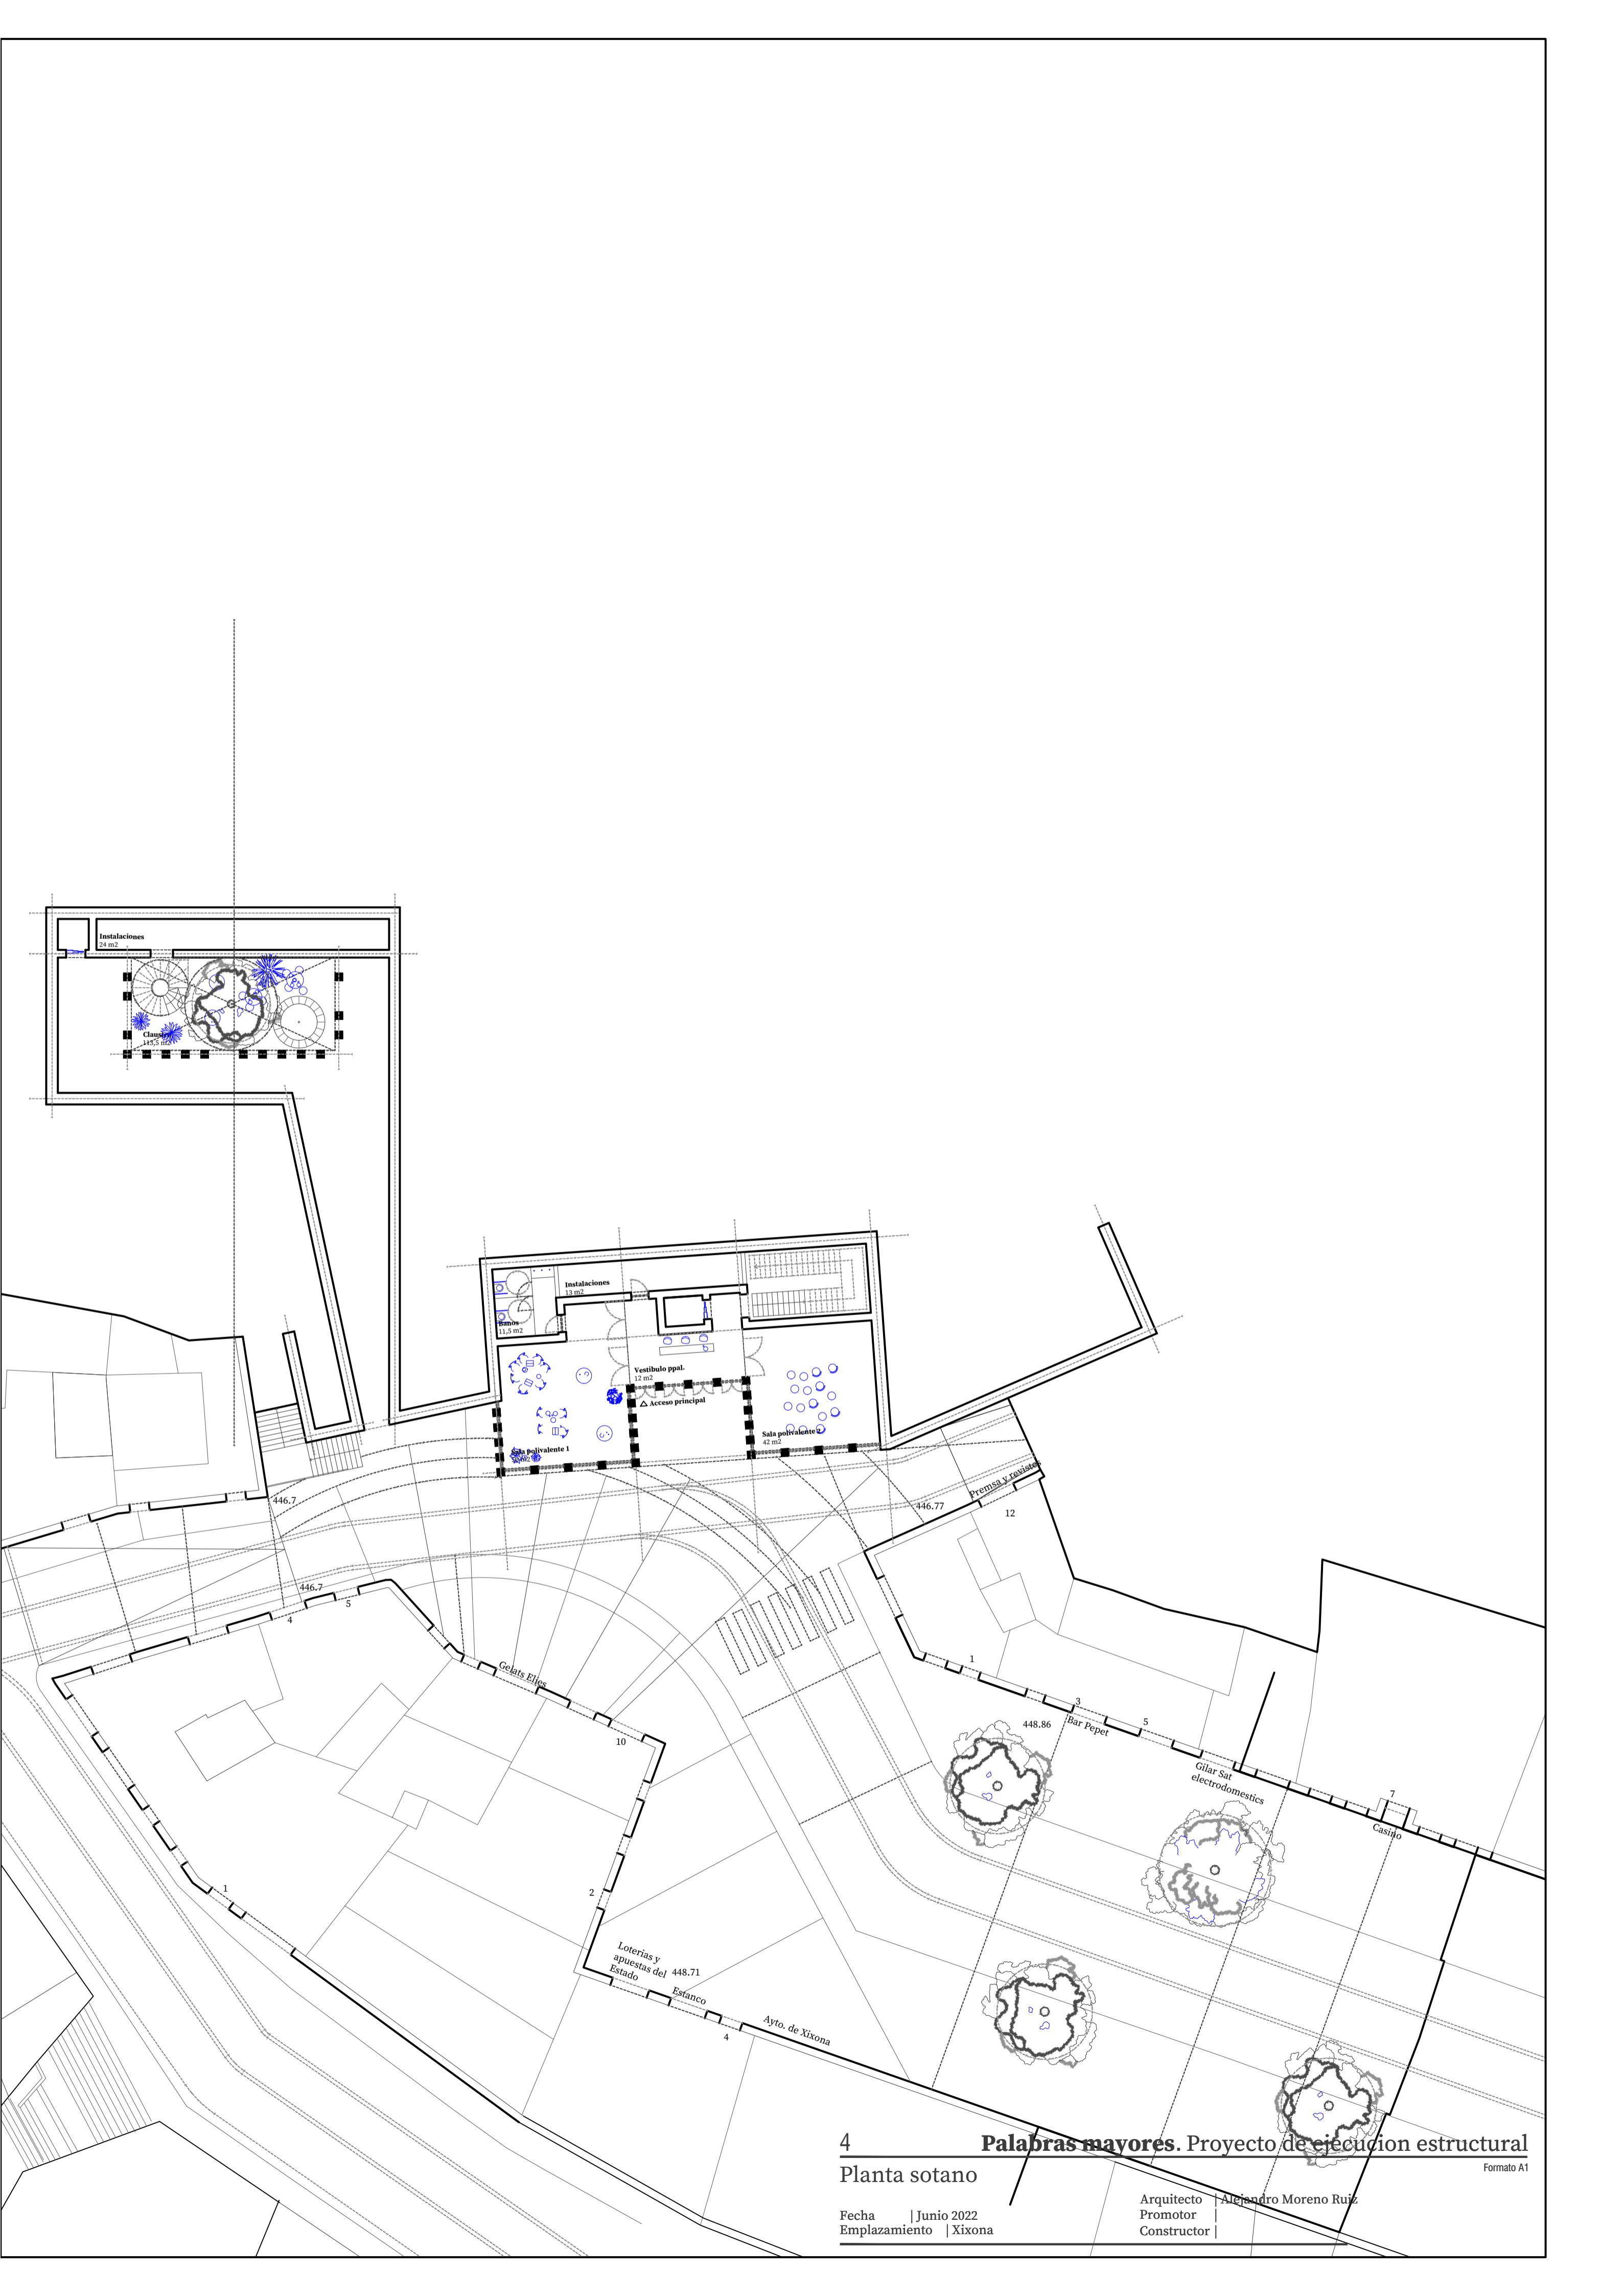 Instalaciones
24 m2
113,5 m2
Instalaciones
13 m2
Banos
11,5 m2
Vestibulo ppal.
12 m2
Acceso principal
Sala polivalente 1
Sala polivalente 2
42 m2
446.7
446.77
Premsa y revistes
12
446.7
5
4
Gelats Elies
10
1
3
Bar Pepet
448.86
5
Gilar Sat
electrodomestics
7
Casino
1
2
Loterias y
apuestas del
Estado
448.71
Estanco
4
Ayto. de Xixona
4
Palabras mayores. Proyecto de ejecucion estructural
Planta sotano
Formato A1
Fecha | Junio 2022
Emplazamiento | Xixona
Arquitecto | Alejandro Moreno Ruiz
Promotor |
Constructor |